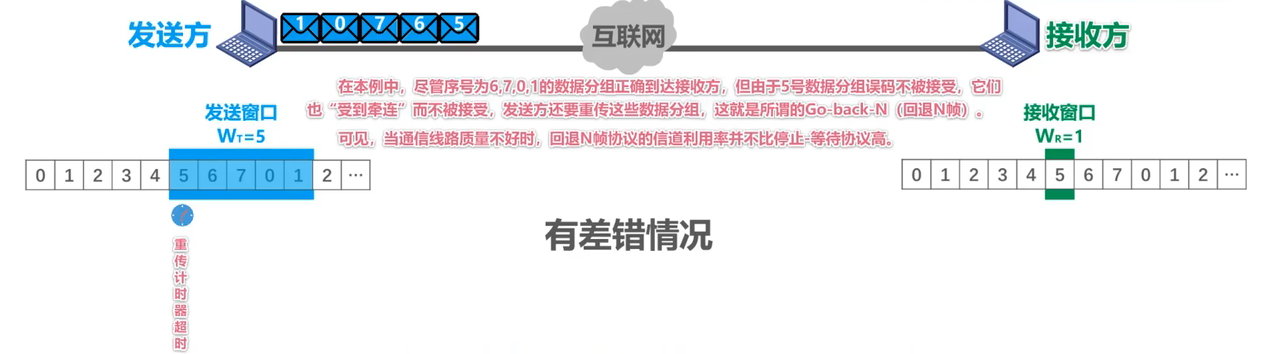 发送方
1 0 7 6 5
互联网
接收方
在本例中，尽管序号为6,7,0,1的数据分组正确到达接收方，但由于5号数据分组误码不被接受，它们
也“受到牵连”而不被接受，发送方还要重传这些数据分组，这就是所谓的Go-back-N（回退N帧）。
可见，当通信线路质量不好时，回退N帧协议的信道利用率并不比停止-等待协议高。
发送窗口
WT=5
接收窗口
WR=1
0 1 2 3 4 5 6 7 0 1 2 …
0 1 2 3 4 5 6 7 0 1 2 …
有差错情况
重传计时器超时